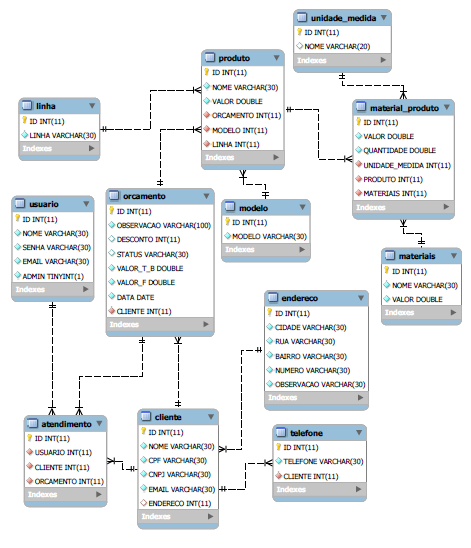 unidade_medida
ID INT(11)
NOME VARCHAR(20)
Indexes
produto
ID INT(11)
NOME VARCHAR(30)
VALOR DOUBLE
ORCAMENTO INT(11)
MODELO INT(11)
LINHA INT(11)
Indexes
linha
ID INT(11)
LINHA VARCHAR(30)
Indexes
material_produto
ID INT(11)
VALOR DOUBLE
QUANTIDADE DOUBLE
UNIDADE_MEDIDA INT(11)
PRODUTO INT(11)
MATERIAIS INT(11)
Indexes
usuario
ID INT(11)
NOME VARCHAR(30)
SENHA VARCHAR(30)
EMAIL VARCHAR(30)
ADMIN TINYINT(1)
Indexes
orcamento
ID INT(11)
OBSERVACAO VARCHAR(100)
DESCONTO INT(11)
STATUS VARCHAR(30)
VALOR_T_B DOUBLE
VALOR_F DOUBLE
DATA DATE
CLIENTE INT(11)
Indexes
modelo
ID INT(11)
MODELO VARCHAR(30)
Indexes
materiais
ID INT(11)
NOME VARCHAR(30)
VALOR DOUBLE
Indexes
endereco
ID INT(11)
CIDADE VARCHAR(30)
RUA VARCHAR(30)
BAIRRO VARCHAR(30)
NUMERO VARCHAR(30)
OBSERVACAO VARCHAR(30)
Indexes
atendimento
ID INT(11)
USUARIO INT(11)
CLIENTE INT(11)
ORCAMENTO INT(11)
Indexes
cliente
ID INT(11)
NOME VARCHAR(30)
CPF VARCHAR(30)
CNPJ VARCHAR(30)
EMAIL VARCHAR(30)
ENDERECO INT(11)
Indexes
telefone
ID INT(11)
TELEFONE VARCHAR(30)
CLIENTE INT(11)
Indexes